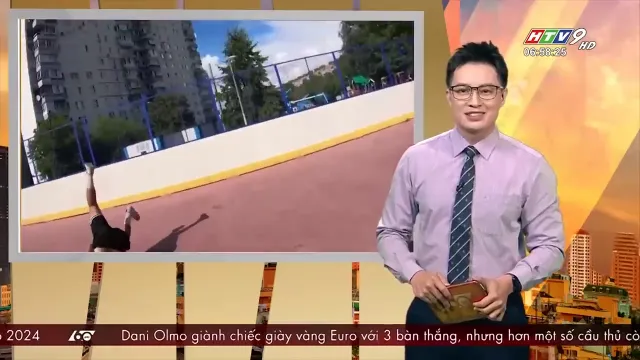 HTV9 HD
06:58:25
2024 60s Dani Olmo giành chiếc giày vàng Euro với 3 bàn thắng, nhưng hơn một số cầu thủ cò